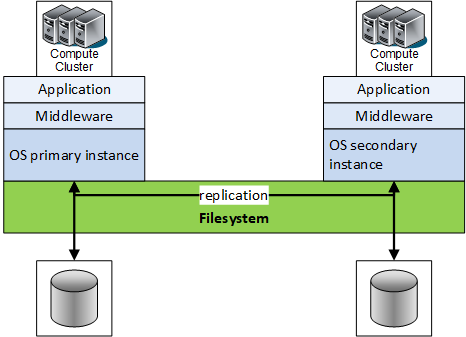 Compute
Cluster
Application
Middleware
OS primary instance
Compute
Cluster
Application
Middleware
OS secondary
instance
replication
Filesystem